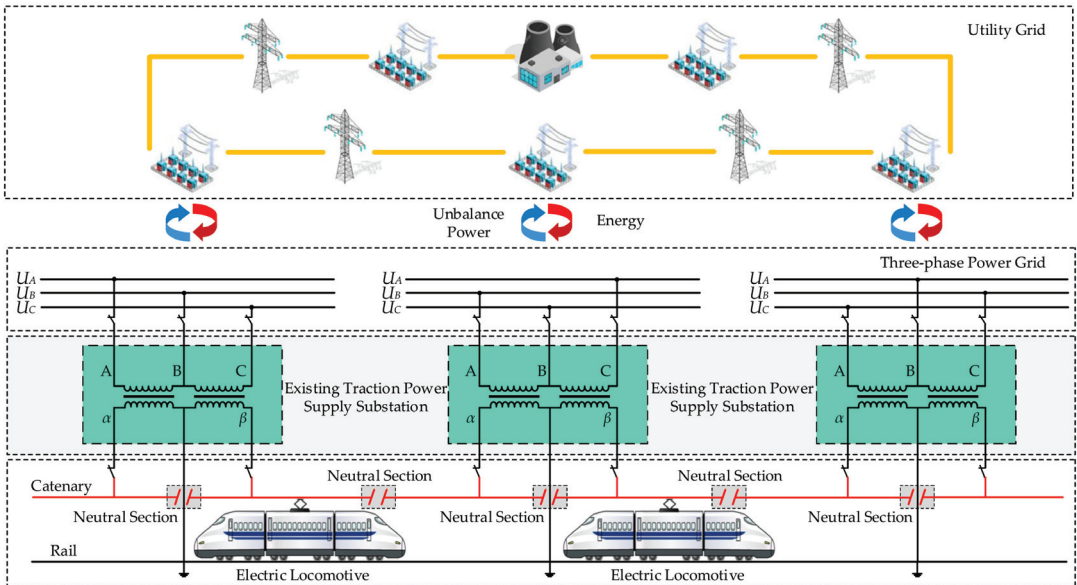 Utility Grid
Unbalance
Power
Energy
Three-phase Power Grid
UA
UB
UC
UA
UB
UC
UA
UB
UC
A B C
α β
Existing Traction Power
Supply Substation
A B C
α β
Existing Traction Power
Supply Substation
A B C
α β
Catenary
Neutral Section
Neutral Section
Neutral Section
Neutral Section
Neutral Section
Rail
Electric Locomotive
Electric Locomotive